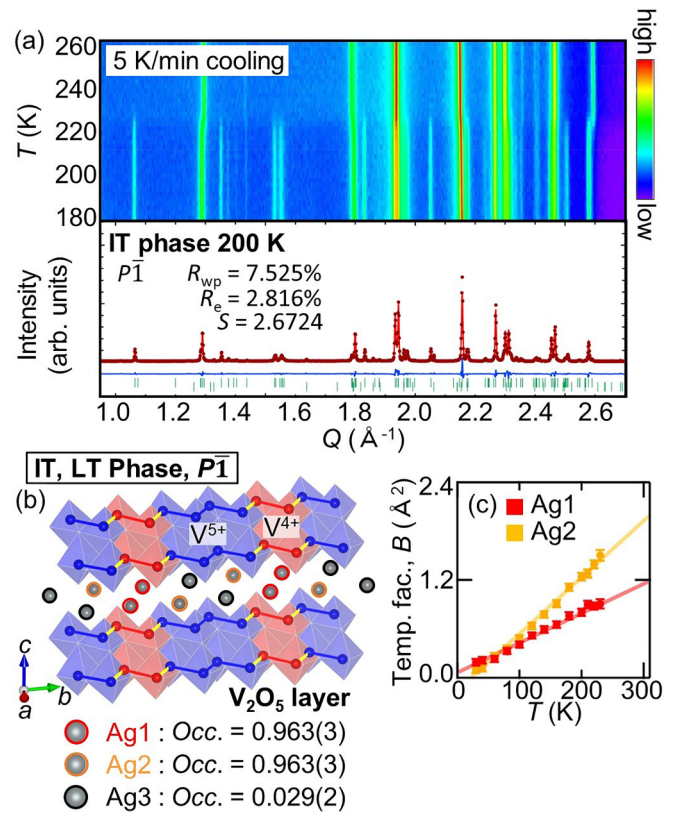 (a)
260
240
220
200
180
T (K)
5 K/min cooling
high
low
IT phase 200 K
P1̅
Rwp = 7.525%
Re = 2.816%
S = 2.6724
Intensity
(arb. units)
1.0 1.2 1.4 1.6 1.8 2.0 2.2 2.4 2.6
Q (Å-1)
IT, LT Phase, P1̅
(b)
V5+
V4+
c
b
a
V2O5 layer
Ag1 : Occ. = 0.963(3)
Ag2 : Occ. = 0.963(3)
Ag3 : Occ. = 0.029(2)
(c)
2.4
1.2
0.0
Temp. fac., B (Å2)
Ag1
Ag2
0 100 200 300
T (K)